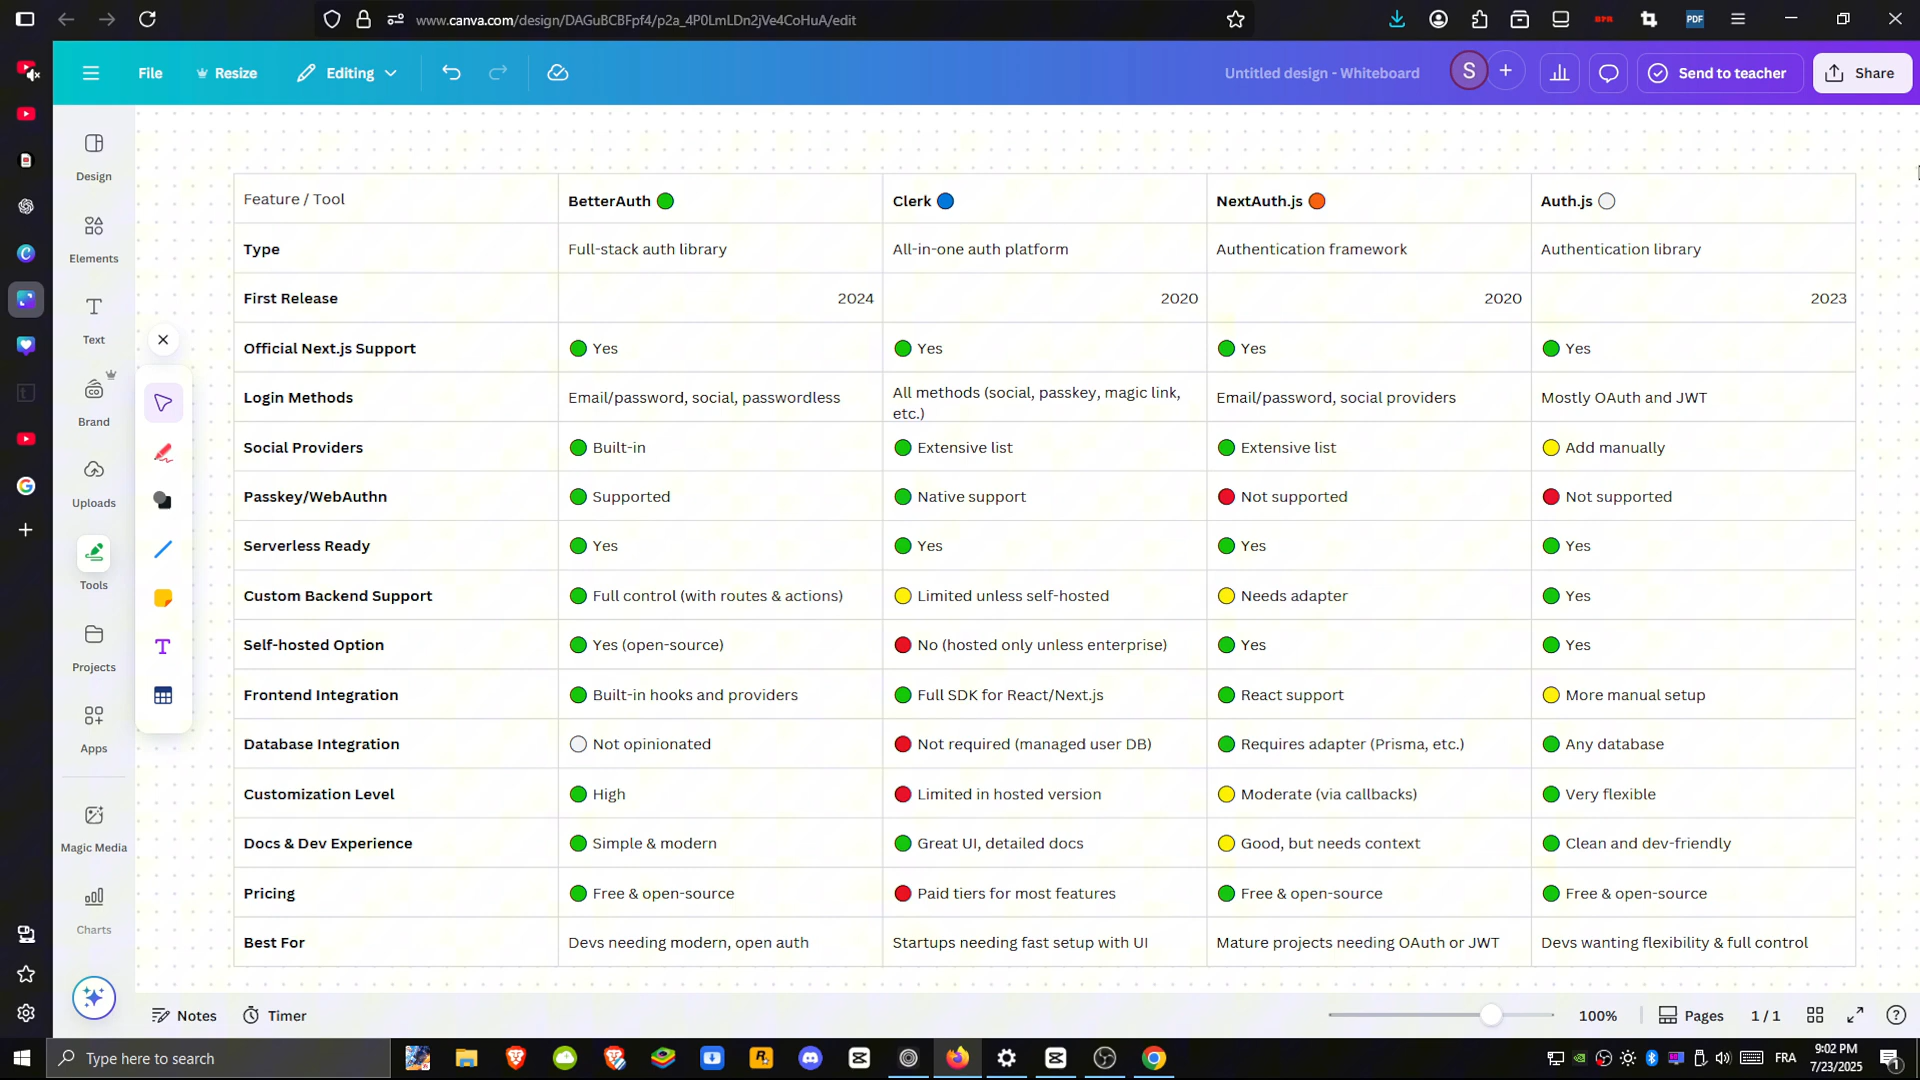 www.canva.com/design/DAGuBCBFpf4/p2a_4P0LmLDn2jVe4CoHuA/edit
PDF
File
Resize
Editing
Untitled design - Whiteboard
S
Send to teacher
Share
Design
Elements
Text
Brand
Uploads
Tools
Projects
Apps
Magic Media
Charts
Feature / Tool BetterAuth Clerk NextAuth.js Auth.js
Type Full-stack auth library All-in-one auth platform Authentication framework Authentication library
First Release 2024 2020 2020 2023
Official Next.js Support Yes Yes Yes Yes
Login Methods Email/password, social, passwordless All methods (social, passkey, magic link, Email/password, social providers Mostly OAuth and JWT
etc.)
Social Providers Built-in Extensive list Extensive list Add manually
Passkey/WebAuthn Supported Native support Not supported Not supported
Serverless Ready Yes Yes Yes Yes
Custom Backend Support Full control (with routes & actions) Limited unless self-hosted Needs adapter Yes
Self-hosted Option Yes (open-source) No (hosted only unless enterprise) Yes Yes
Frontend Integration Built-in hooks and providers Full SDK for React/Next.js React support More manual setup
Database Integration Not opinionated Not required (managed user DB) Requires adapter (Prisma, etc.) Any database
Customization Level High Limited in hosted version Moderate (via callbacks) Very flexible
Docs & Dev Experience Simple & modern Great UI, detailed docs Good, but needs context Clean and dev-friendly
Pricing Free & open-source Paid tiers for most features Free & open-source Free & open-source
Best For Devs needing modern, open auth Startups needing fast setup with UI Mature projects needing OAuth or JWT Devs wanting flexibility & full control
Notes
Timer
100%
Pages
1 / 1
Type here to search
FRA
9:02 PM
7/23/2025
1